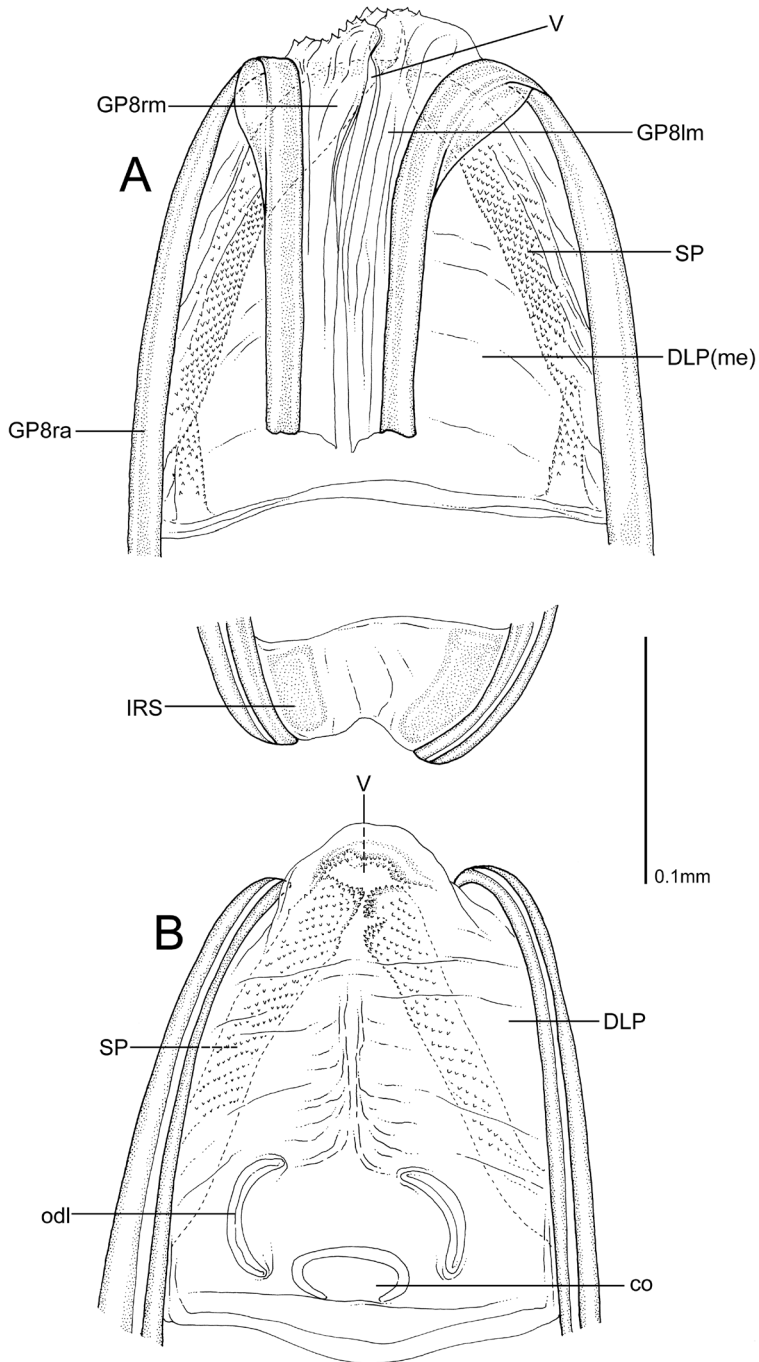 V
GP8rm
GP8lm
A
SP
DLP(me)
GP8ra
IRS
V
0.1mm
B
DLP
SP
odl
co